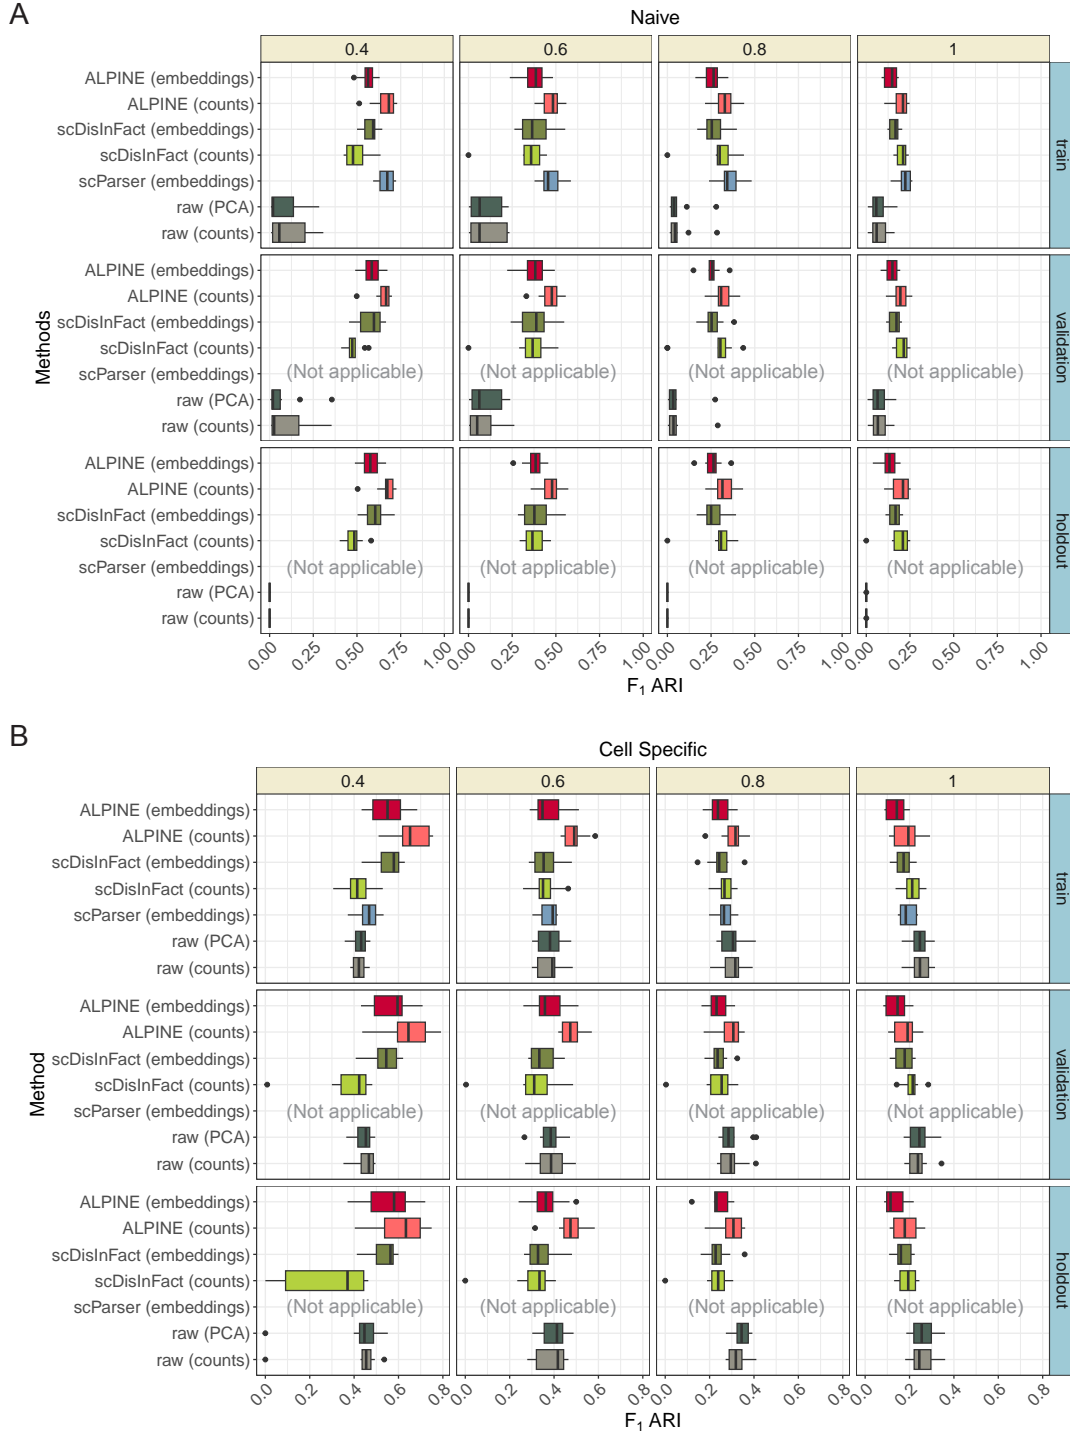 A
Naive
0.4 0.6 0.8 1
ALPINE (embeddings)
ALPINE (counts)
scDisInFact (embeddings)
scDisInFact (counts)
scParser (embeddings)
raw (PCA)
raw (counts)
train
ALPINE (embeddings)
ALPINE (counts)
scDisInFact (embeddings)
scDisInFact (counts)
scParser (embeddings) (Not applicable) (Not applicable) (Not applicable) (Not applicable)
raw (PCA)
raw (counts)
validation
Methods
ALPINE (embeddings)
ALPINE (counts)
scDisInFact (embeddings)
scDisInFact (counts)
scParser (embeddings) (Not applicable) (Not applicable) (Not applicable) (Not applicable)
raw (PCA)
raw (counts)
holdout
0.00 0.25 0.50 0.75 1.00 0.00 0.25 0.50 0.75 1.00 0.00 0.25 0.50 0.75 1.00 0.00 0.25 0.50 0.75 1.00
F1 ARI
B
Cell Specific
0.4 0.6 0.8 1
ALPINE (embeddings)
ALPINE (counts)
scDisInFact (embeddings)
scDisInFact (counts)
scParser (embeddings)
raw (PCA)
raw (counts)
train
ALPINE (embeddings)
ALPINE (counts)
scDisInFact (embeddings)
scDisInFact (counts)
scParser (embeddings) (Not applicable) (Not applicable) (Not applicable) (Not applicable)
raw (PCA)
raw (counts)
validation
Method
ALPINE (embeddings)
ALPINE (counts)
scDisInFact (embeddings)
scDisInFact (counts)
scParser (embeddings) (Not applicable) (Not applicable) (Not applicable) (Not applicable)
raw (PCA)
raw (counts)
holdout
0.0 0.2 0.4 0.6 0.8 0.0 0.2 0.4 0.6 0.8 0.0 0.2 0.4 0.6 0.8 0.0 0.2 0.4 0.6 0.8
F1 ARI